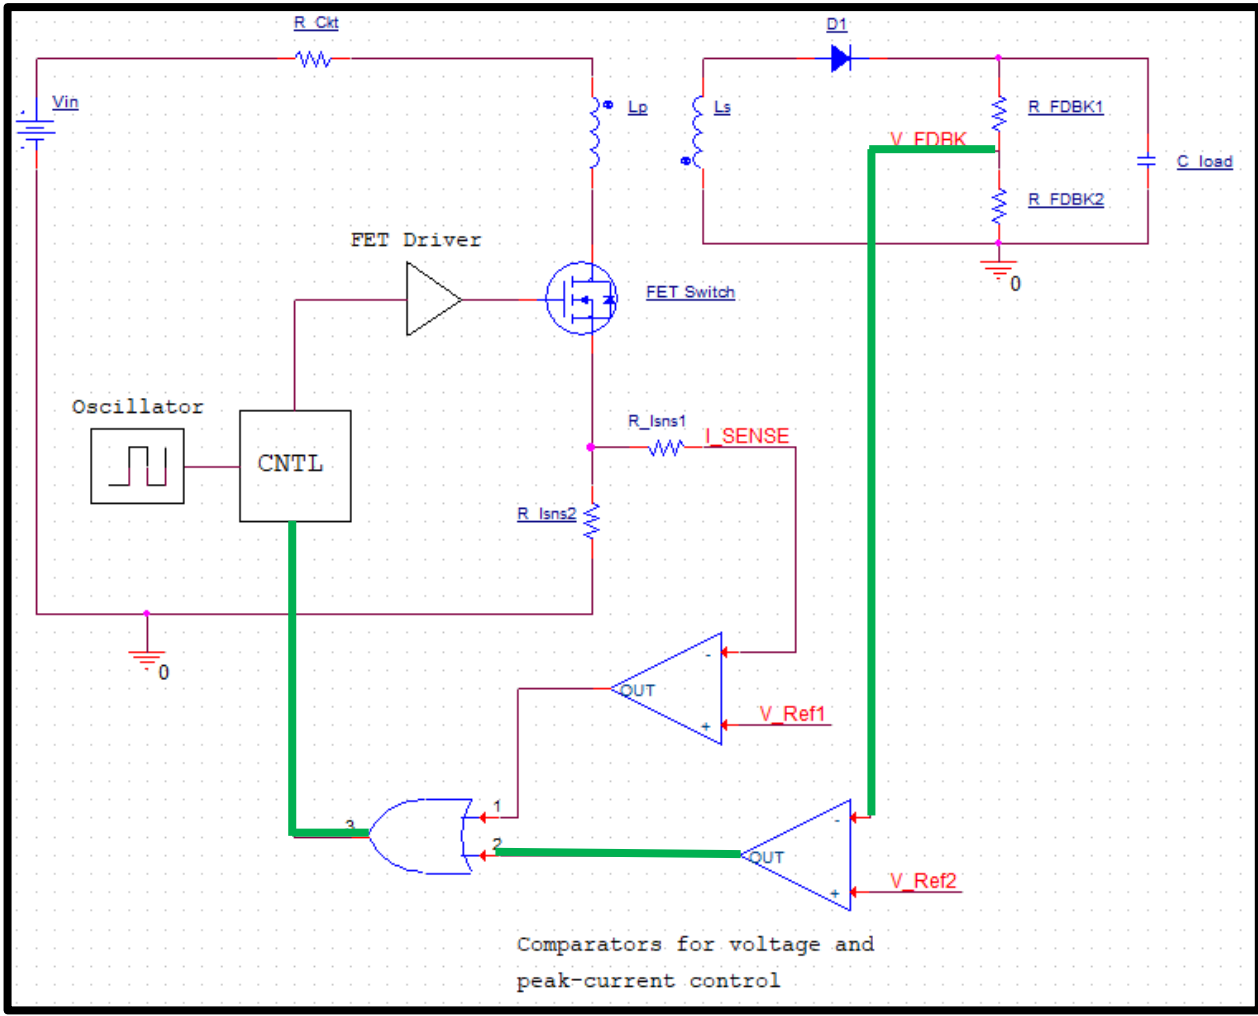 R_Ckt
D1
Vin
Lp
Ls
R_FDBK1
V_FDBK
C_load
R_FDBK2
FET Driver
0
FET Switch
Oscillator
R_Isns1
I_SENSE
CNTL
R_Isns2
-
0
OUT
+
V_Ref1
1
3
2
-
OUT
+
V_Ref2
Comparators for voltage and
peak-current control